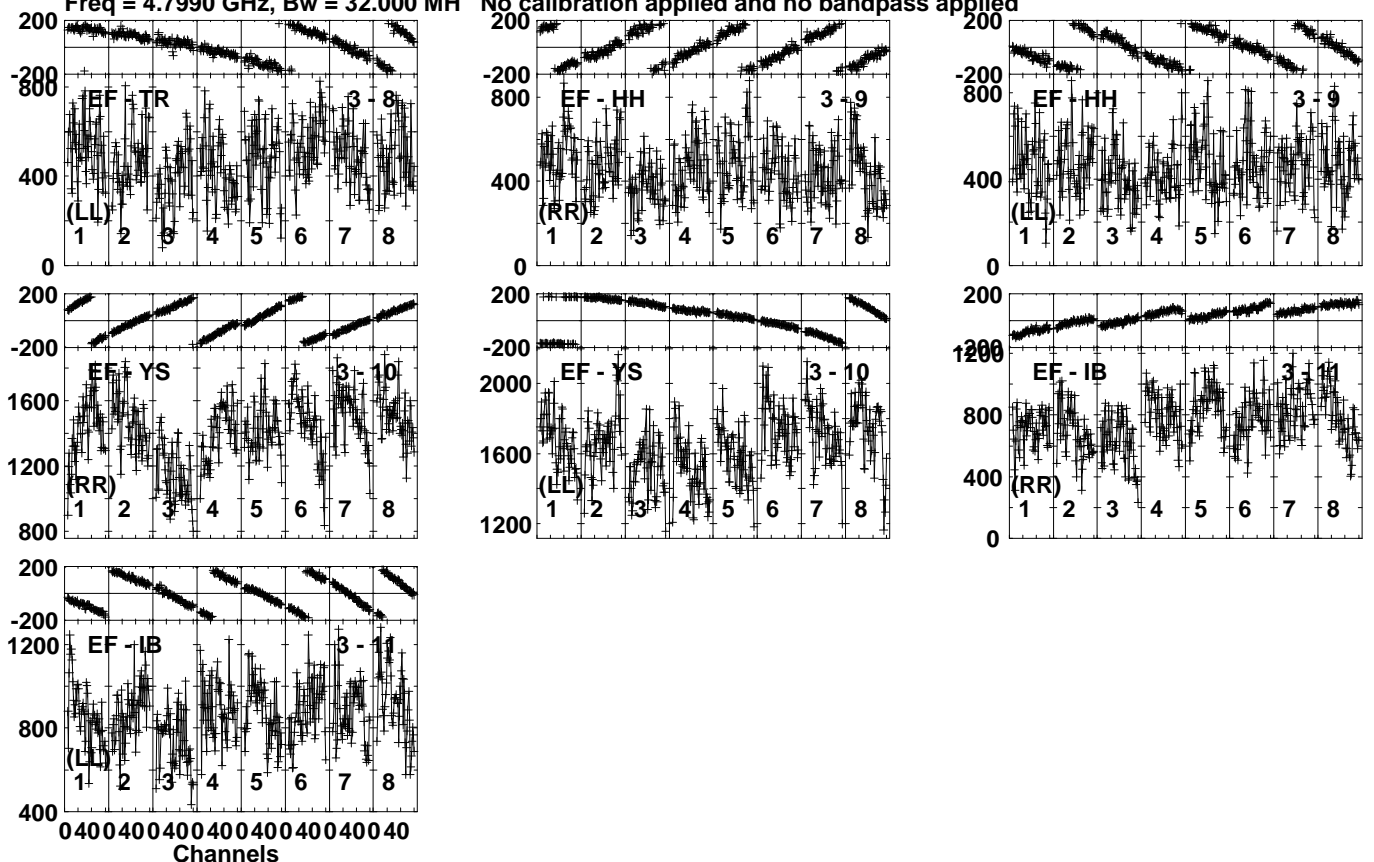 Freq = 4.7990 GHz, Bw = 32.000 MH No calibration applied and no bandpass applied
200
-200
800
400
0
EF - TR 3 - 8
(LL)
1 2 3 4 5 6 7 8
200
-200
800
400
0
EF - HH 3 - 9
(RR)
1 2 3 4 5 6 7 8
200
-200
800
400
0
EF - HH 3 - 9
(LL)
1 2 3 4 5 6 7 8
200
-200
1600
1200
800
EF - YS 3 - 10
(RR)
1 2 3 4 5 6 7 8
200
-200
2000
1600
1200
EF - YS 3 - 10
(LL)
1 2 3 4 5 6 7 8
200
-200
1200
800
400
0
EF - IB 3 - 11
(RR)
1 2 3 4 5 6 7 8
200
-200
1200
800
400
EF - IB 3 - 11
(LL)
1 2 3 4 5 6 7 8
0 40 0 40 0 40 0 40 0 40 0 40 0 40 0 40
Channels